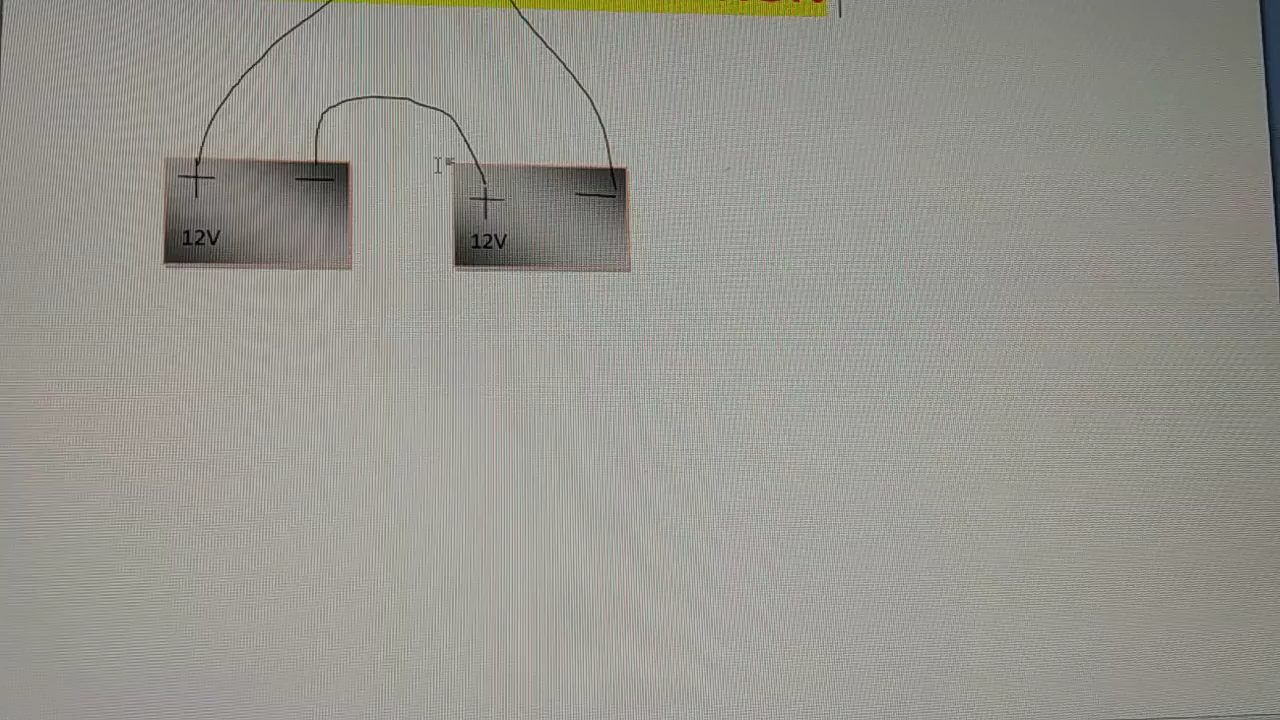 + —
+ —
12V
12V